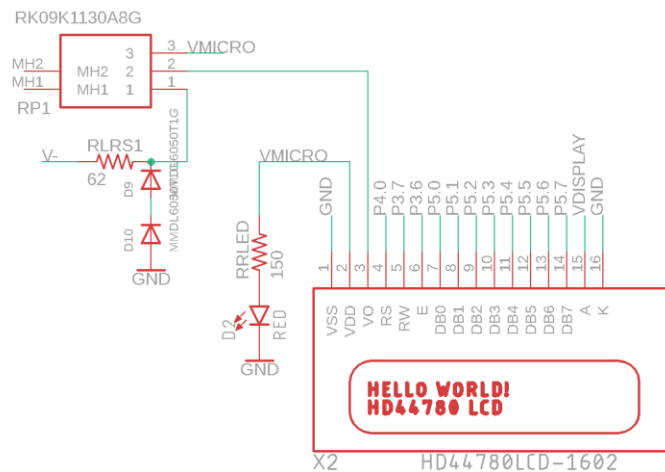 RK09K1130A8G
3 3 VMICRO
MH2 MH2 2 2
MH1 MH1 1 1
RP1
V- RLRS1
62
D9
MMDL6050T1G
D10
GND
VMICRO
RRLED
150
D2
RED
GND
GND
P4.0
P3.7
P3.6
P5.0
P5.1
P5.2
P5.3
P5.4
P5.5
P5.6
P5.7
VDISPLAY
GND
1 2 3 4 5 6 7 8 9 10 11 12 13 14 15 16
VSS
VDD
VO
RS
RW
E
DB0
DB1
DB2
DB3
DB4
DB5
DB6
DB7
A
K
HELLO WORLD!
HD44780 LCD
X2 HD44780LCD-1602